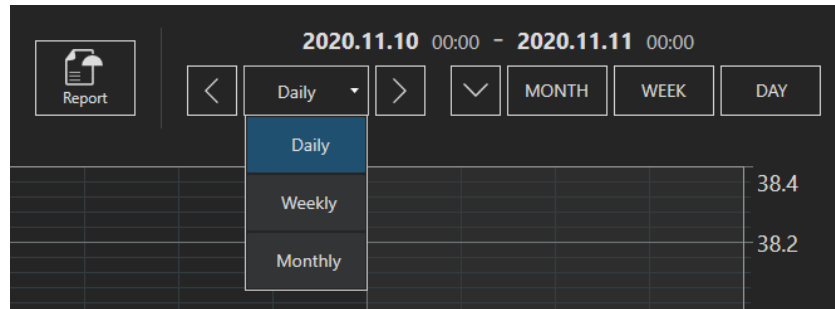 2020.11.10 00:00 - 2020.11.11 00:00
Report
Daily
MONTH
WEEK
DAY
Daily
Weekly
Monthly
38.4
38.2